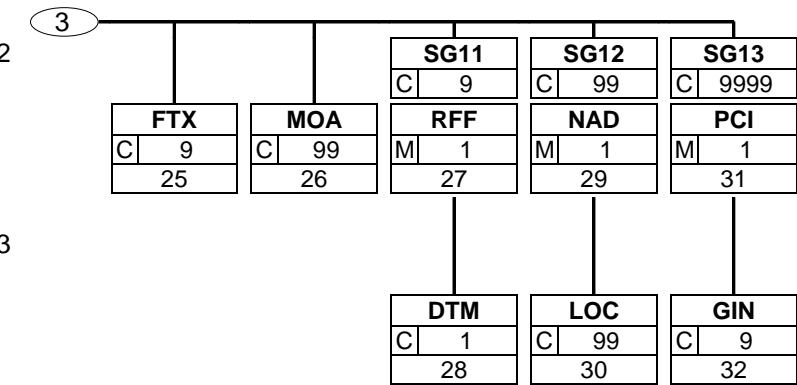 3
2
SG11 SG12 SG13
C 9 C 99 C 9999
FTX MOA RFF NAD PCI
C 9 C 99 M 1 M 1 M 1
25 26 27 29 31
3
DTM LOC GIN
C 1 C 99 C 9
28 30 32